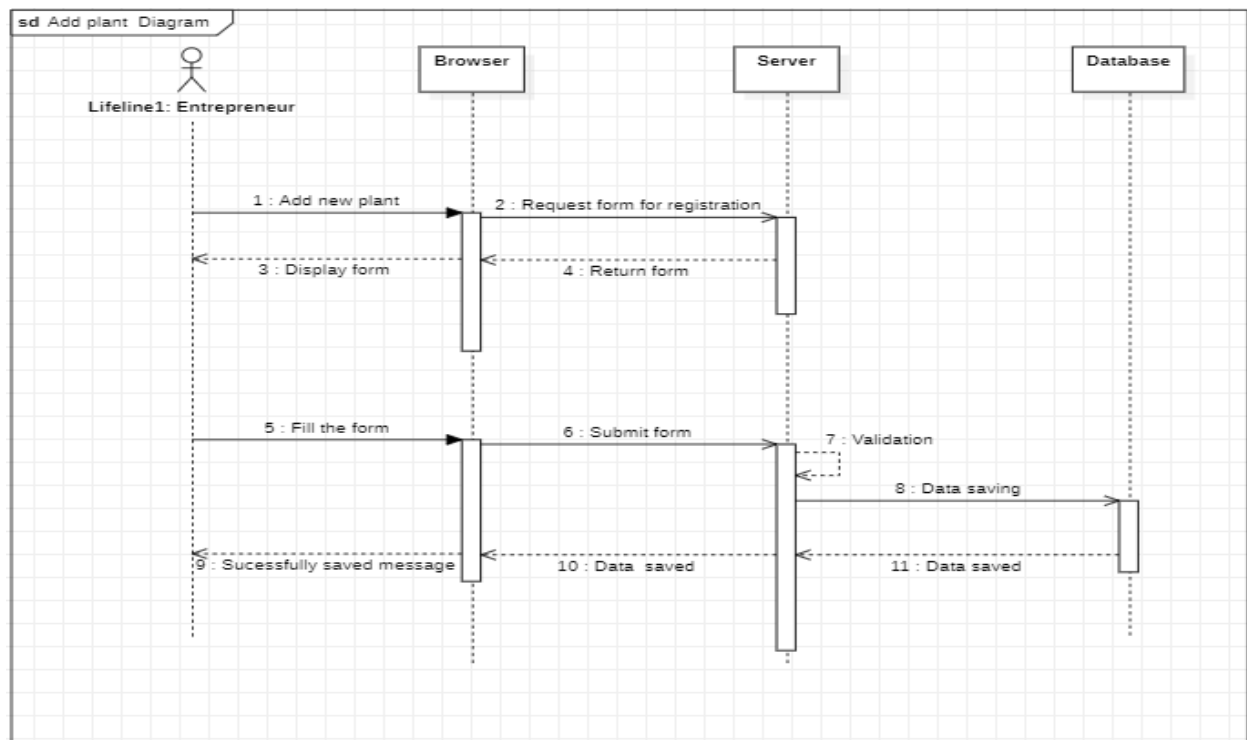 sd Add plant Diagram
Browser
Server
Database
Lifeline1: Entrepreneur
1 : Add new plant
2 : Request form for registration
3 : Display form
4 : Return form
5 : Fill the form
6 : Submit form
7 : Validation
8 : Data saving
9 : Sucessfully saved message
10 : Data saved
11 : Data saved